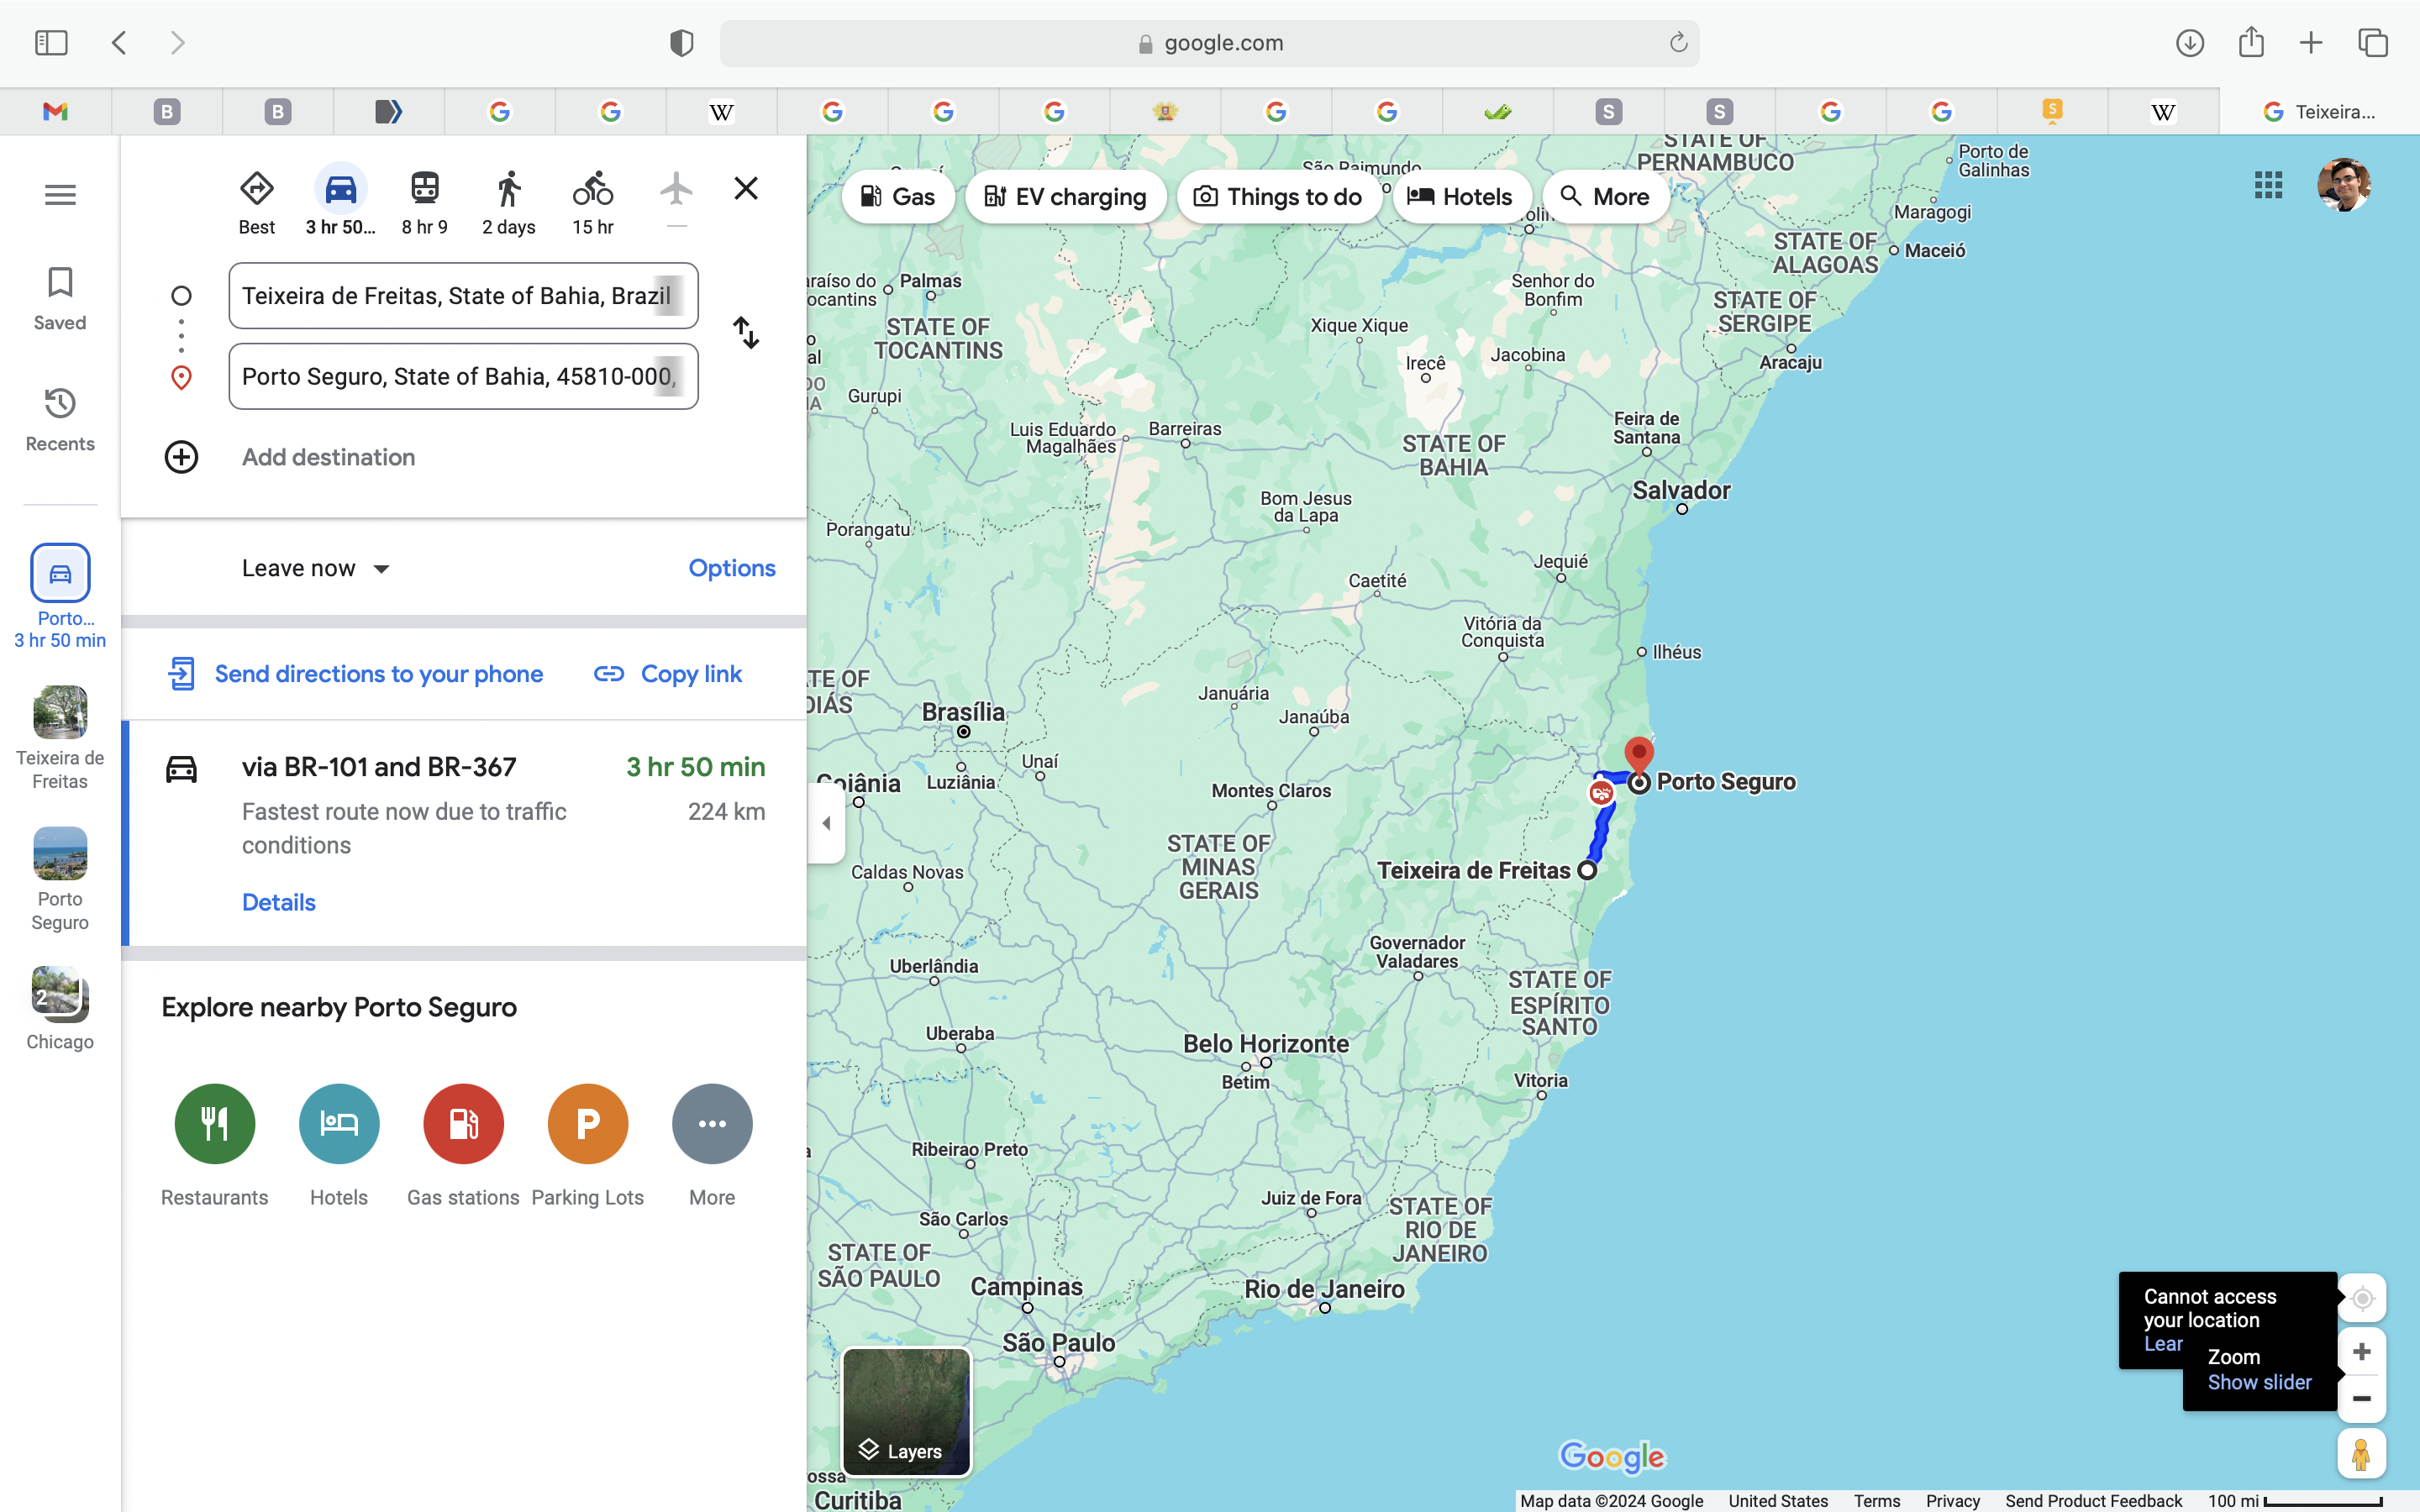 google.com
B
B
W
S
S
S
W
Teixeira...
Saved
Recents
Porto...
3 hr 50 min
Teixeira de
Freitas
Porto
Seguro
2
Chicago
Best
3 hr 50...
8 hr 9
2 days
15 hr
—
Teixeira de Freitas, State of Bahia, Brazil
Porto Seguro, State of Bahia, 45810-000,
Add destination
Leave now
Options
Send directions to your phone
Copy link
via BR-101 and BR-367
3 hr 50 min
Fastest route now due to traffic
conditions
224 km
Details
Explore nearby Porto Seguro
P
Restaurants
Hotels
Gas stations
Parking Lots
More
Gas
EV charging
Things to do
Hotels
More
São Raimundo
STATE OF
PERNAMBUCO
Porto de
Galinhas
Maragogi
STATE OF
ALAGOAS
Maceió
araíso do
ocantins
Palmas
STATE OF
TOCANTINS
Senhor do
Bonfim
STATE OF
SERGIPE
Xique Xique
Irecê
Jacobina
Aracaju
Gurupi
Luis Eduardo
Magalhães
Barreiras
Feira de
Santana
STATE OF
BAHIA
Salvador
Bom Jesus
da Lapa
Porangatu
Jequié
Caetité
Vitória da
Conquista
Ilhéus
TE OF
OIÁS
Januária
Brasília
Janaúba
Unaí
Luziânia
Goiânia
Montes Claros
Porto Seguro
STATE OF
MINAS
GERAIS
Teixeira de Freitas
Caldas Novas
Governador
Valadares
Uberlândia
STATE OF
ESPÍRITO
SANTO
Uberaba
Belo Horizonte
Betim
Vitoria
Ribeirao Preto
Juiz de Fora
STATE OF
RIO DE
JANEIRO
São Carlos
STATE OF
SÃO PAULO
Campinas
Rio de Janeiro
São Paulo
ossa
Curitiba
Layers
Cannot access
your location
Lear
Zoom
Show slider
Google
Map data ©2024 Google
United States
Terms
Privacy
Send Product Feedback
100 mi